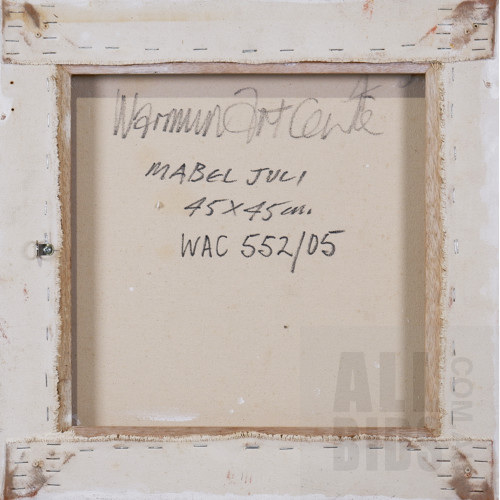 Warmun Art Centre
MABEL JULI
45 X 45 cm.
WAC 552/05
ALL
BIDS
.COM